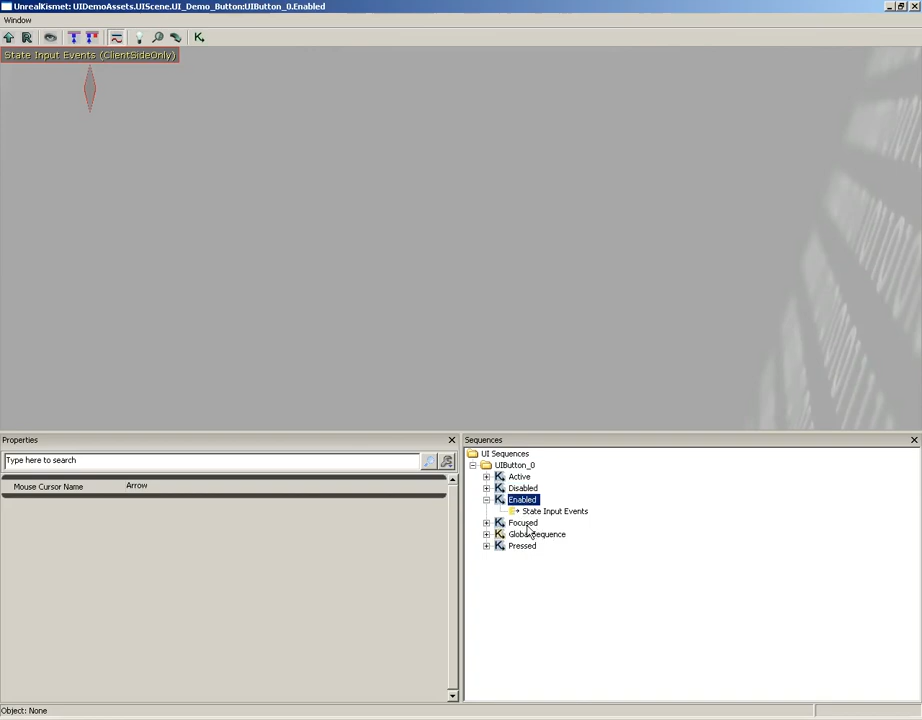 UnrealKismet: UIDemoAssets.UIScene.UI_Demo_Button:UIButton_0.Enabled
Window
State Input Events (ClientSideOnly)
Properties
Type here to search
Mouse Cursor Name Arrow
Sequences
UI Sequences
UIButton_0
Active
Disabled
Enabled
State Input Events
Focused
Global Sequence
Pressed
Object: None